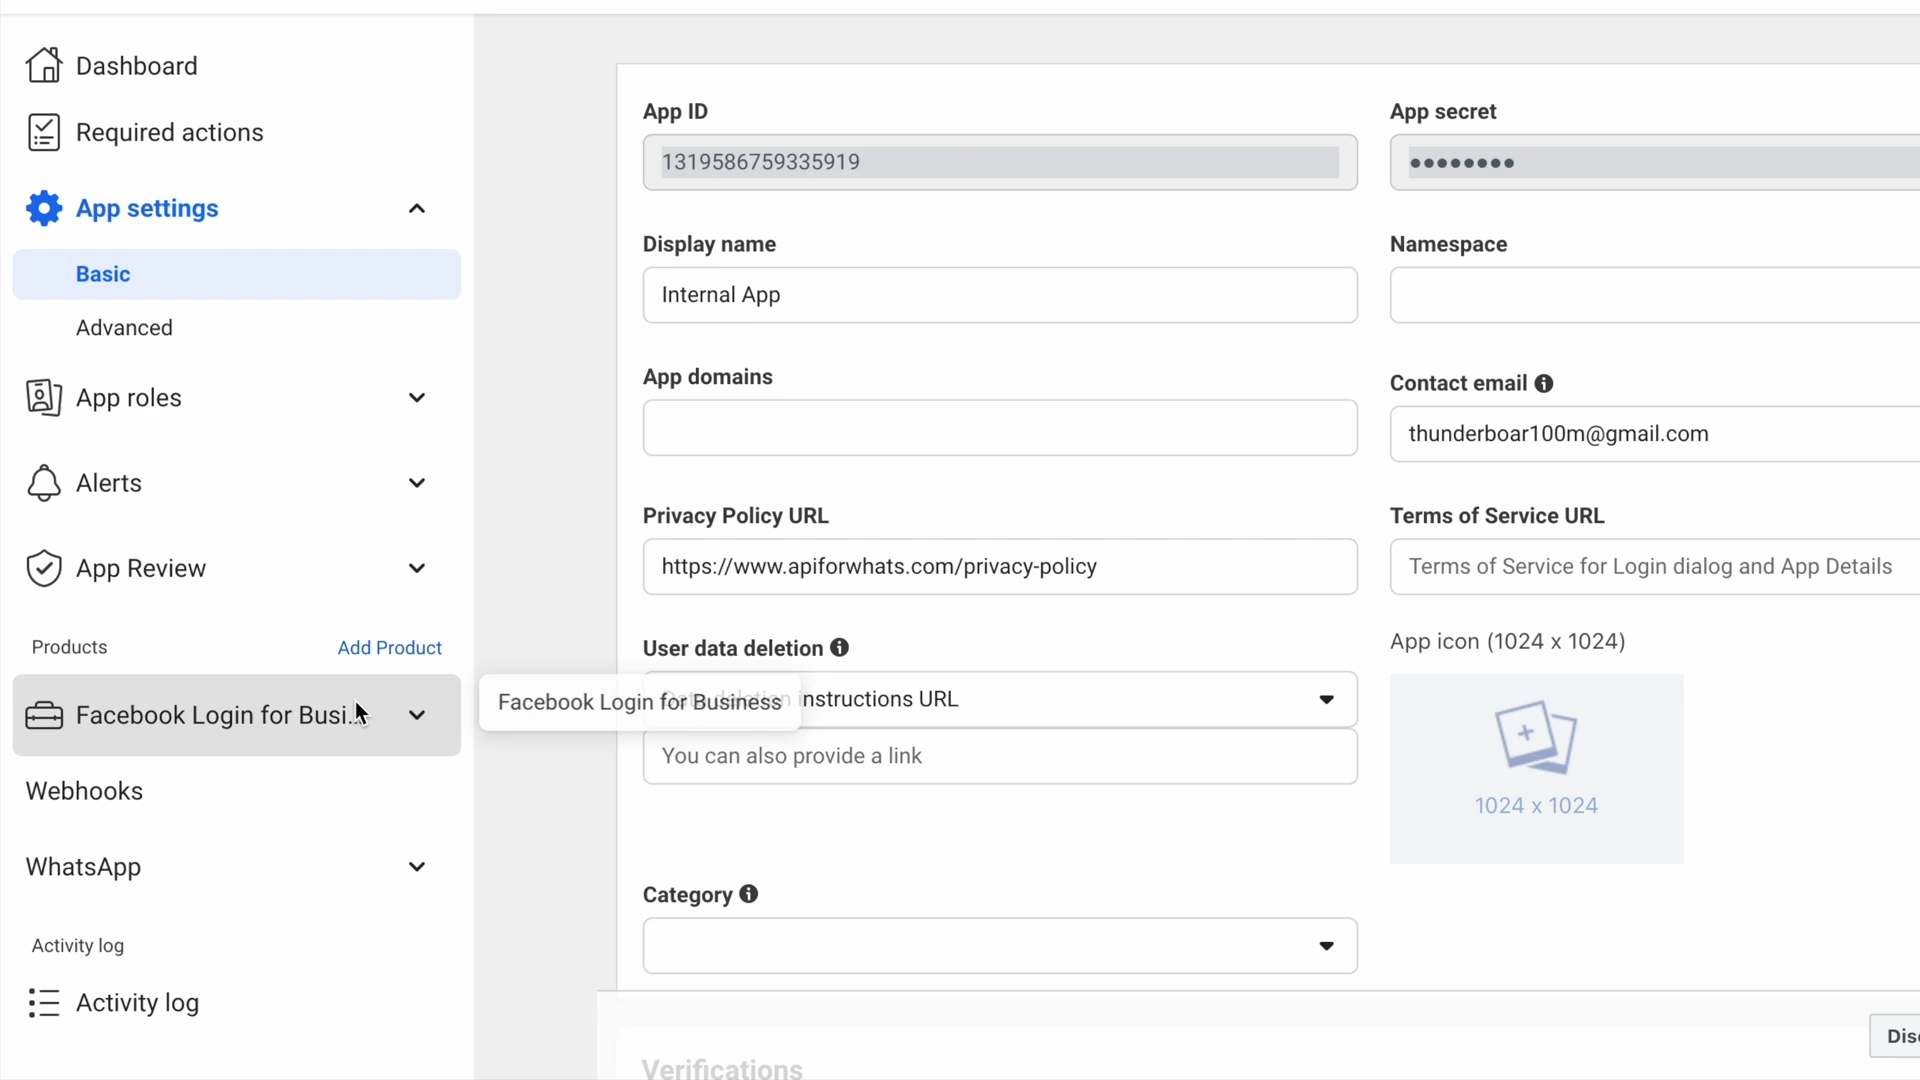 Dashboard
Required actions
App settings
Basic
Advanced
App roles
Alerts
App Review
Products
Add Product
Facebook Login for Busi...
Webhooks
WhatsApp
Activity log
Activity log
App ID
1319586759335919
App secret
••••••••
Display name
Internal App
Namespace
App domains
Contact email
thunderboar100m@gmail.com
Privacy Policy URL
https://www.apiforwhats.com/privacy-policy
Terms of Service URL
Terms of Service for Login dialog and App Details
User data deletion
Facebook Login for Business
Data deletion instructions URL
You can also provide a link
App icon (1024 x 1024)
1024 x 1024
Category
Verifications